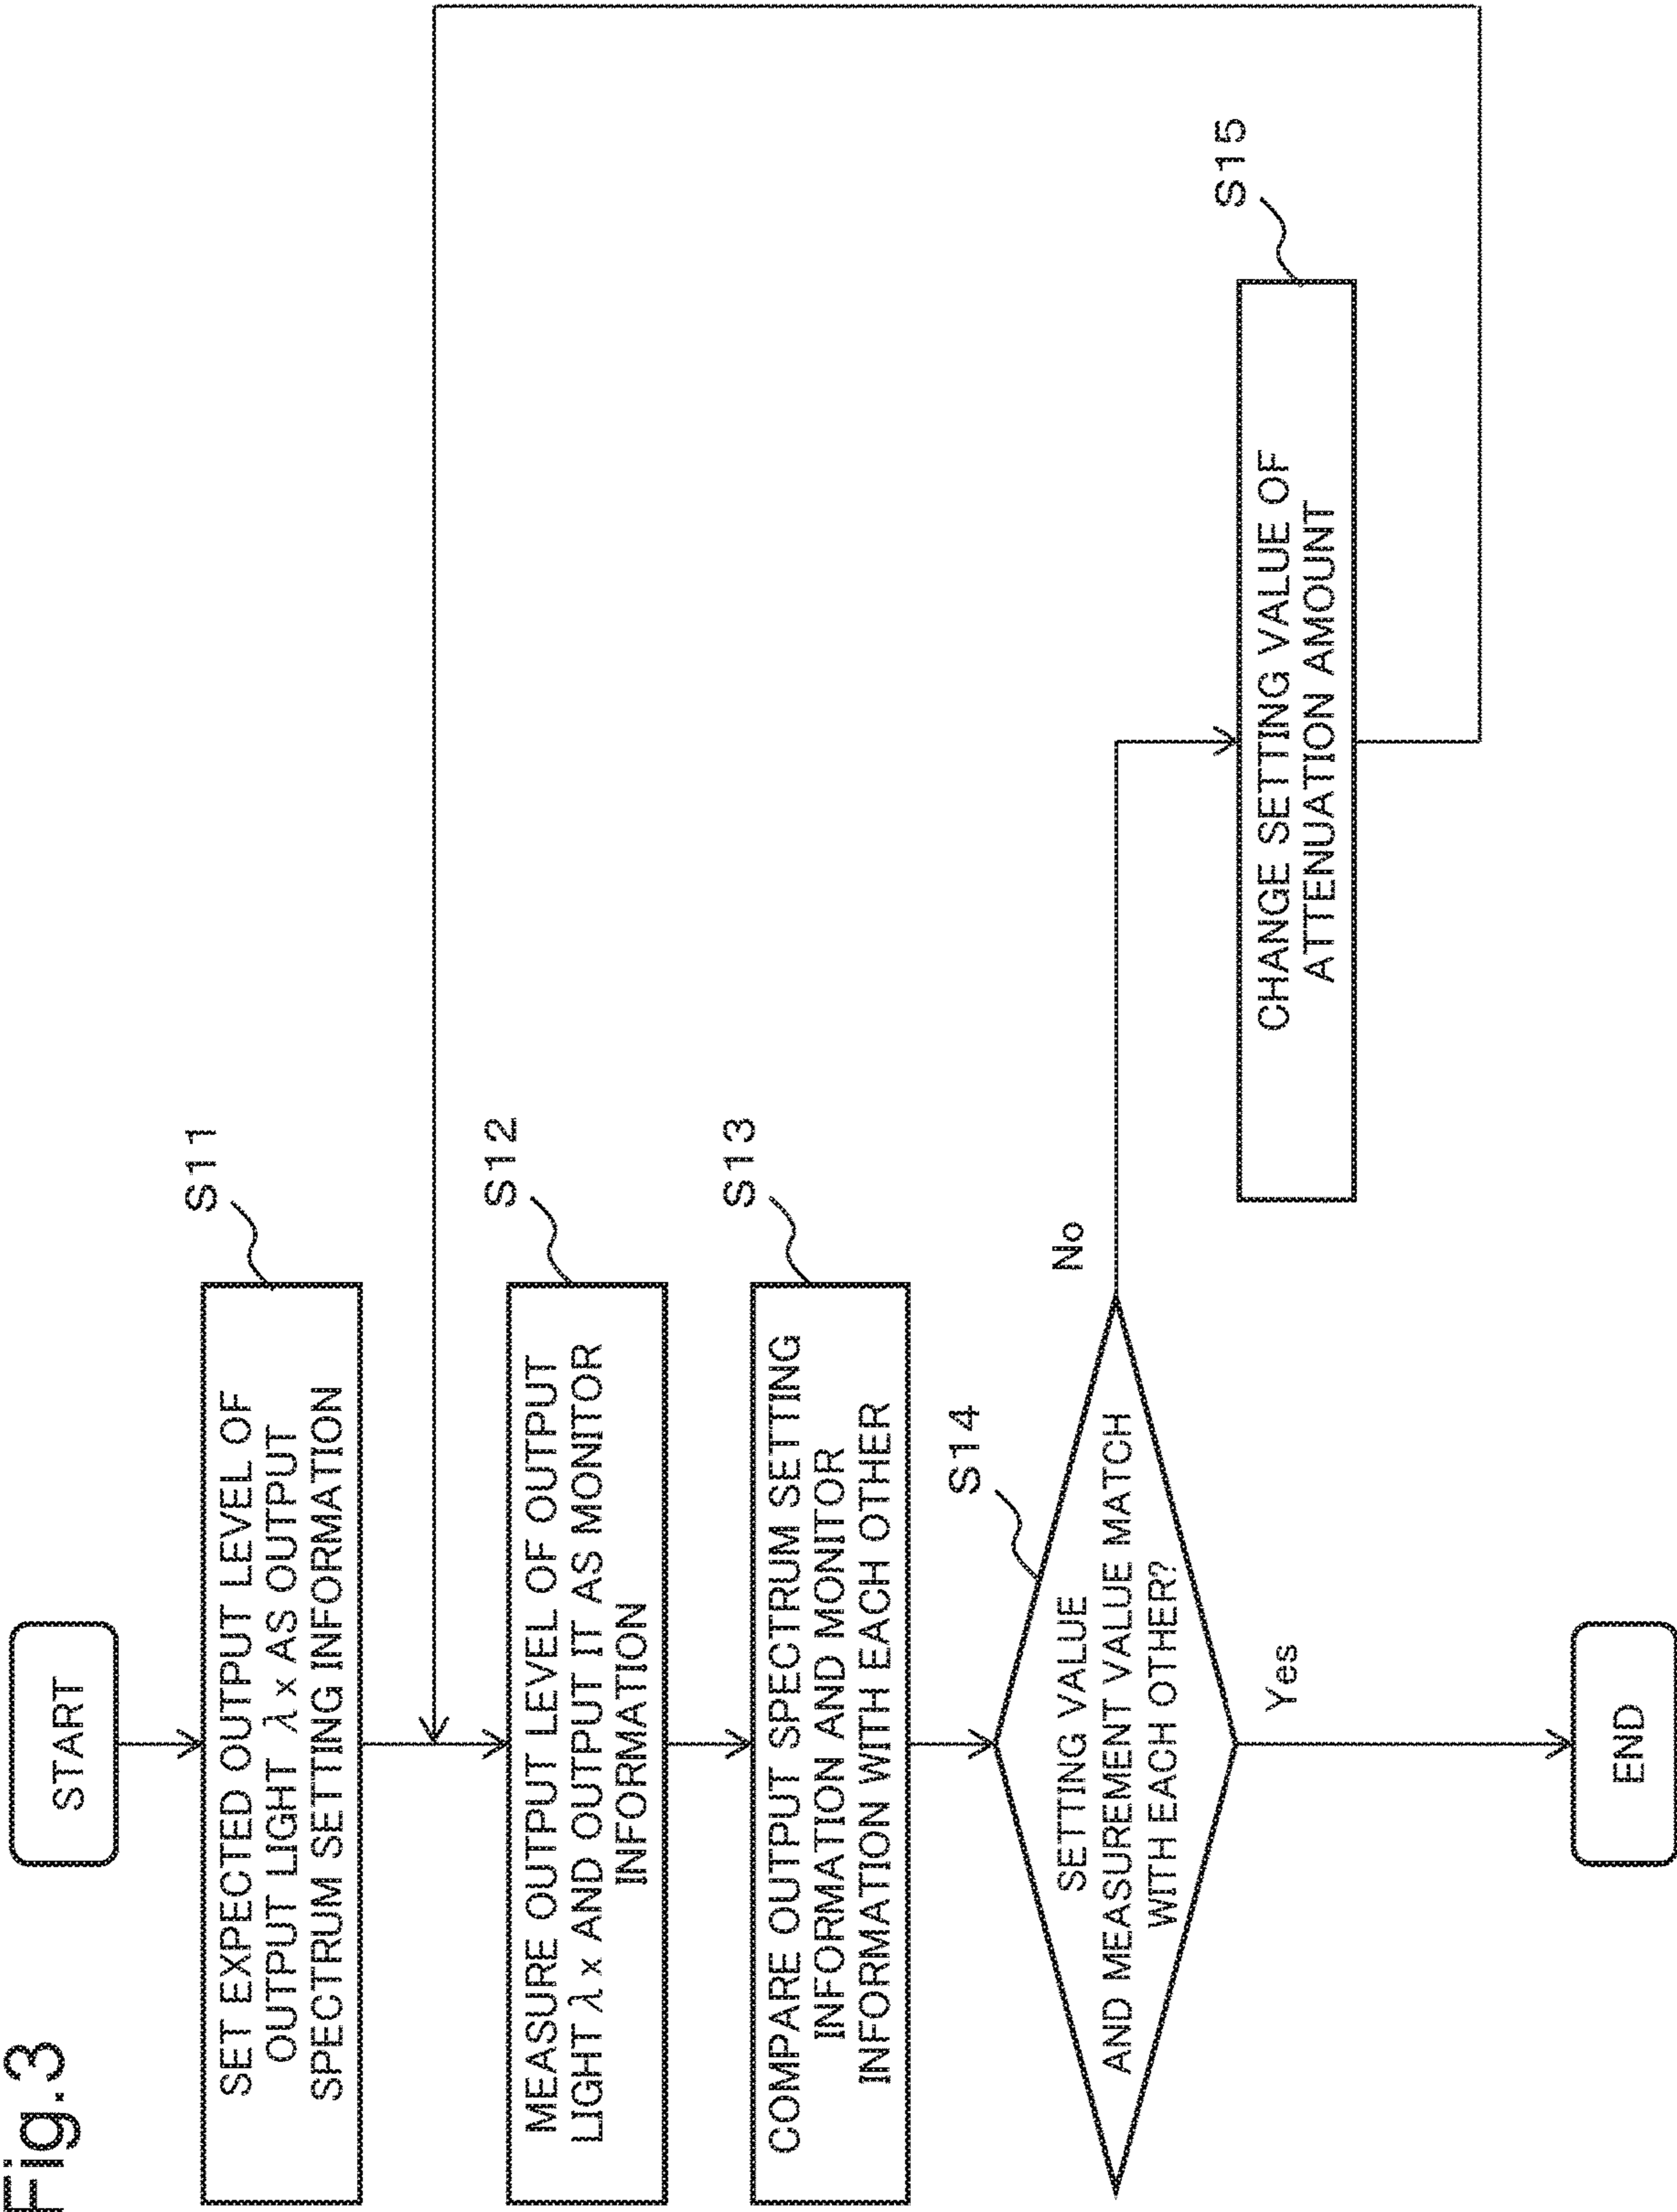 Fig.3
START
S11
SET EXPECTED OUTPUT LEVEL OF
OUTPUT LIGHT λx AS OUTPUT
SPECTRUM SETTING INFORMATION
S12
MEASURE OUTPUT LEVEL OF OUTPUT
LIGHT λx AND OUTPUT IT AS MONITOR
INFORMATION
S13
COMPARE OUTPUT SPECTRUM SETTING
INFORMATION AND MONITOR
INFORMATION WITH EACH OTHER
S14
SETTING VALUE
AND MEASUREMENT VALUE MATCH
WITH EACH OTHER?
No
S15
CHANGE SETTING VALUE OF
ATTENUATION AMOUNT
Yes
END